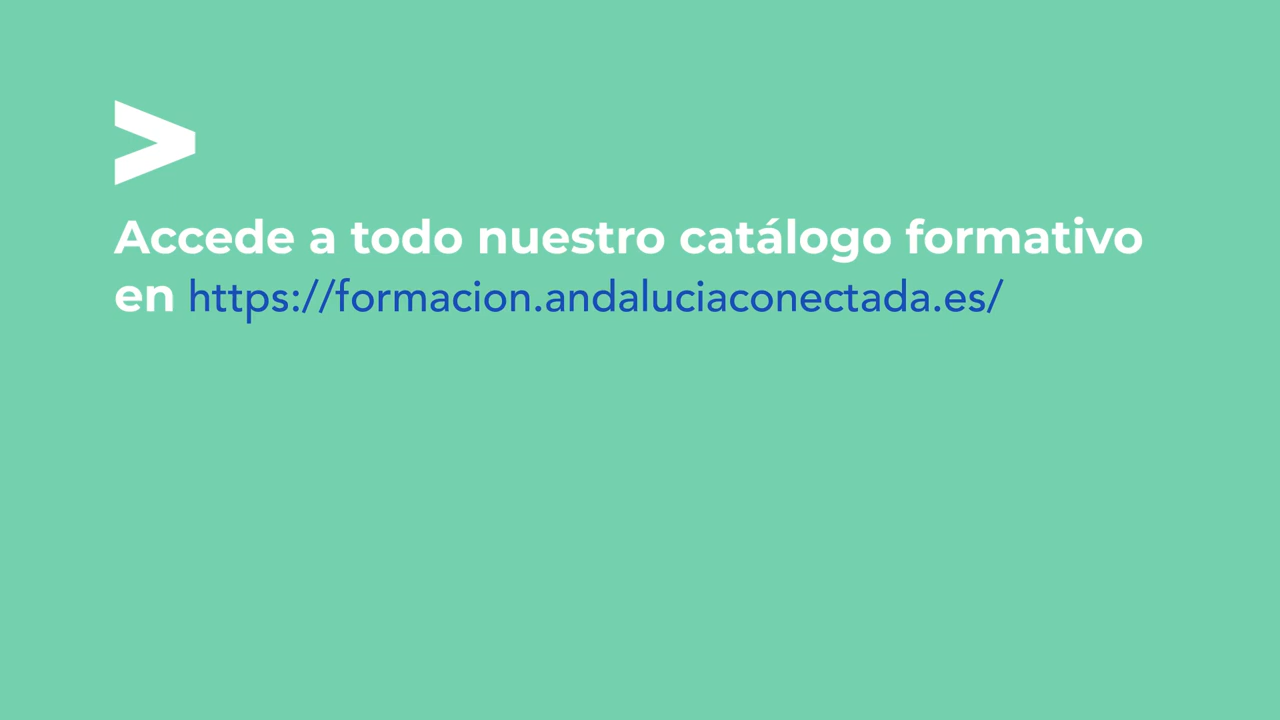 >
Accede a todo nuestro catálogo formativo
en https://formacion.andaluciaconectada.es/